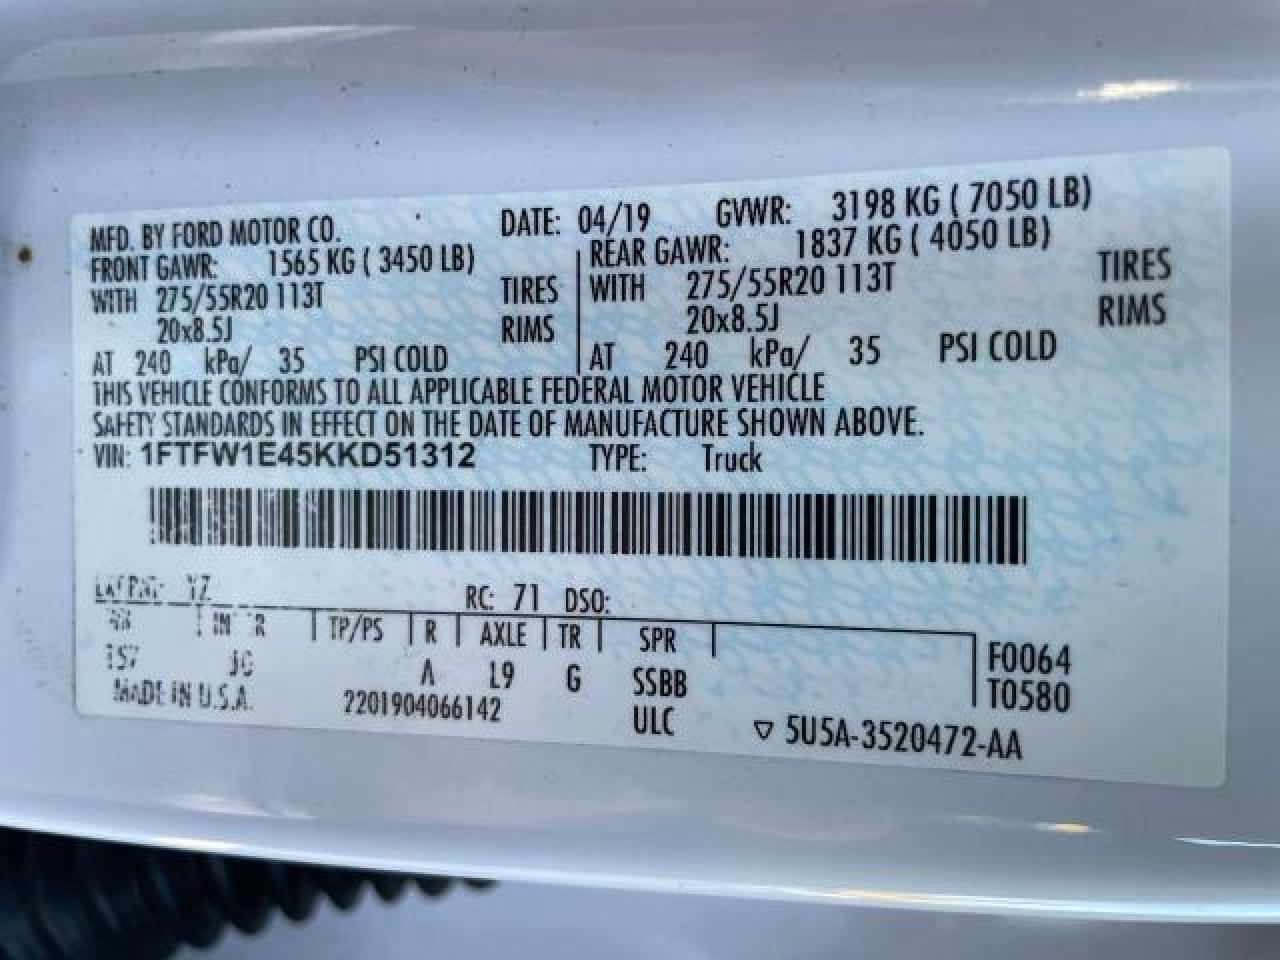 MFD. BY FORD MOTOR CO. DATE: 04/19 GVWR: 3198 KG ( 7050 LB)
FRONT GAWR: 1565 KG ( 3450 LB) REAR GAWR: 1837 KG ( 4050 LB)
WITH 275/55R20 113T TIRES WITH 275/55R20 113T TIRES
20x8.5J RIMS 20x8.5J RIMS
AT 240 kPa/ 35 PSI COLD AT 240 kPa/ 35 PSI COLD
THIS VEHICLE CONFORMS TO ALL APPLICABLE FEDERAL MOTOR VEHICLE
SAFETY STANDARDS IN EFFECT ON THE DATE OF MANUFACTURE SHOWN ABOVE.
VIN: 1FTFW1E45KKD51312 TYPE: Truck
YZ RC: 71 DSO:
TP/PS R AXLE TR SPR F0064
157 A L9 G SSBB T0580
MADE IN U.S.A. 2201904066142 ULC ▽ 5U5A-3520472-AA